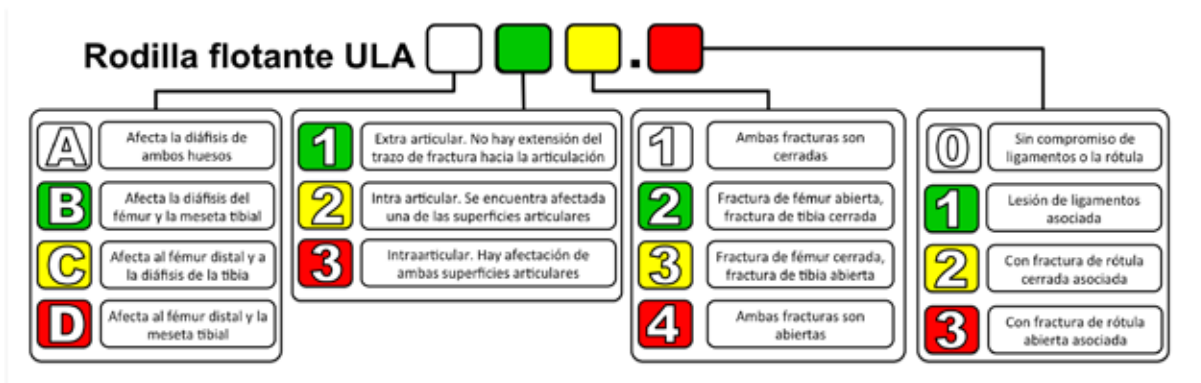 Rodilla flotante ULA .
A
Afecta la diáfisis de
ambos huesos
B
Afecta la diáfisis del
fémur y la meseta tibial
C
Afecta al fémur distal y a
la diáfisis de la tibia
D
Afecta al fémur distal y la
meseta tibial
1
Extra articular. No hay extensión del
trazo de fractura hacia la articulación
2
Intra articular. Se encuentra afectada
una de las superficies articulares
3
Intraarticular. Hay afectación de
ambas superficies articulares
1
Ambas fracturas son
cerradas
2
Fractura de fémur abierta,
fractura de tibia cerrada
3
Fractura de fémur cerrada,
fractura de tibia abierta
4
Ambas fracturas son
abiertas
0
Sin compromiso de
ligamentos o la rótula
1
Lesión de ligamentos
asociada
2
Con fractura de rótula
cerrada asociada
3
Con fractura de rótula
abierta asociada